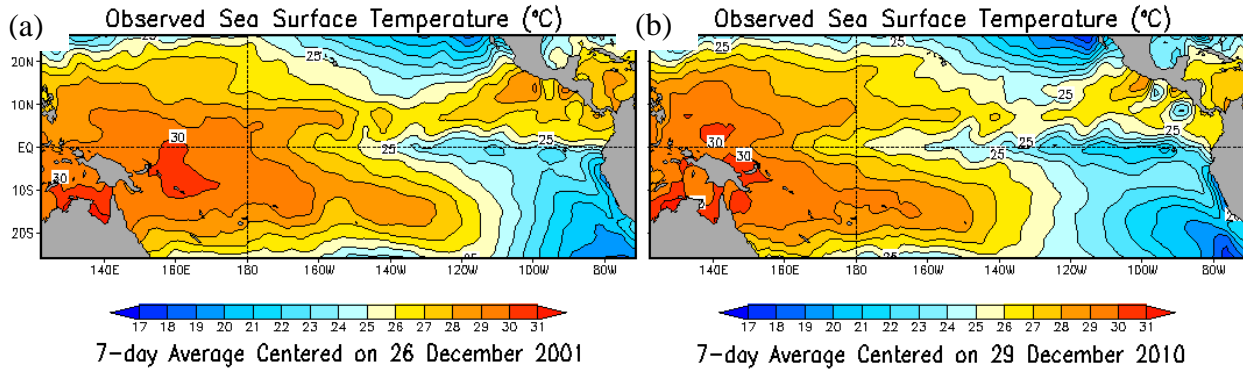 (a) Observed Sea Surface Temperature (°C)
25
25
20N
10N
EQ
10S
20S
30
30
25
25
140E 160E 180 160W 140W 120W 100W 80W
17 18 19 20 21 22 23 24 25 26 27 28 29 30 31
7-day Average Centered on 26 December 2001
(b) Observed Sea Surface Temperature (°C)
25
20N
10N
EQ
10S
20S
25
25
30
30
25
25
25
140E 160E 180 160W 140W 120W 100W 80W
17 18 19 20 21 22 23 24 25 26 27 28 29 30 31
7-day Average Centered on 29 December 2010